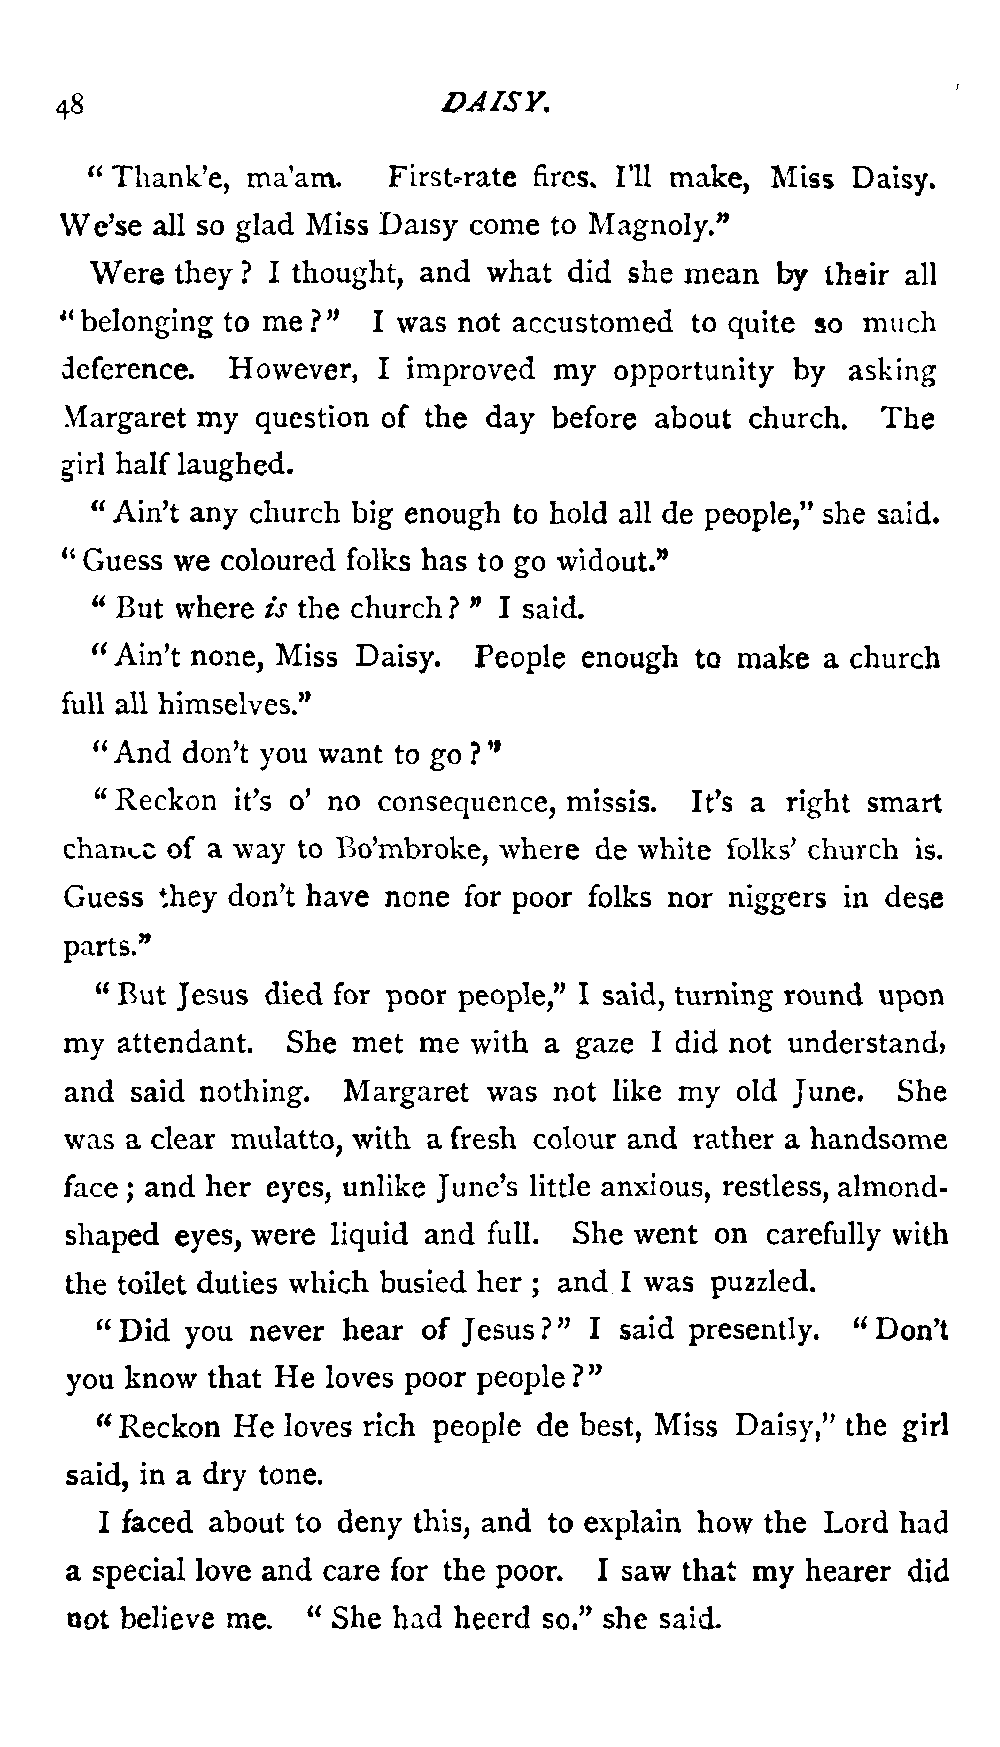 48 DAISY.
"Thank'e, ma'am. First-rate fires. I'll make, Miss Daisy.
We'se all so glad Miss Daisy come to Magnoly."
Were they? I thought, and what did she mean by their all
"belonging to me?" I was not accustomed to quite so much
deference. However, I improved my opportunity by asking
Margaret my question of the day before about church. The
girl half laughed.
"Ain't any church big enough to hold all de people," she said.
"Guess we coloured folks has to go widout."
"But where is the church?" I said.
"Ain't none, Miss Daisy. People enough to make a church
full all himselves."
"And don't you want to go?"
"Reckon it's o' no consequence, missis. It's a right smart
chance of a way to Bo'mbroke, where de white folks' church is.
Guess they don't have none for poor folks nor niggers in dese
parts."
"But Jesus died for poor people," I said, turning round upon
my attendant. She met me with a gaze I did not understand,
and said nothing. Margaret was not like my old June. She
was a clear mulatto, with a fresh colour and rather a handsome
face; and her eyes, unlike June's little anxious, restless, almond-
shaped eyes, were liquid and full. She went on carefully with
the toilet duties which busied her; and I was puzzled.
"Did you never hear of Jesus?" I said presently. "Don't
you know that He loves poor people?"
"Reckon He loves rich people de best, Miss Daisy," the girl
said, in a dry tone.
I faced about to deny this, and to explain how the Lord had
a special love and care for the poor. I saw that my hearer did
not believe me. "She had heerd so," she said.